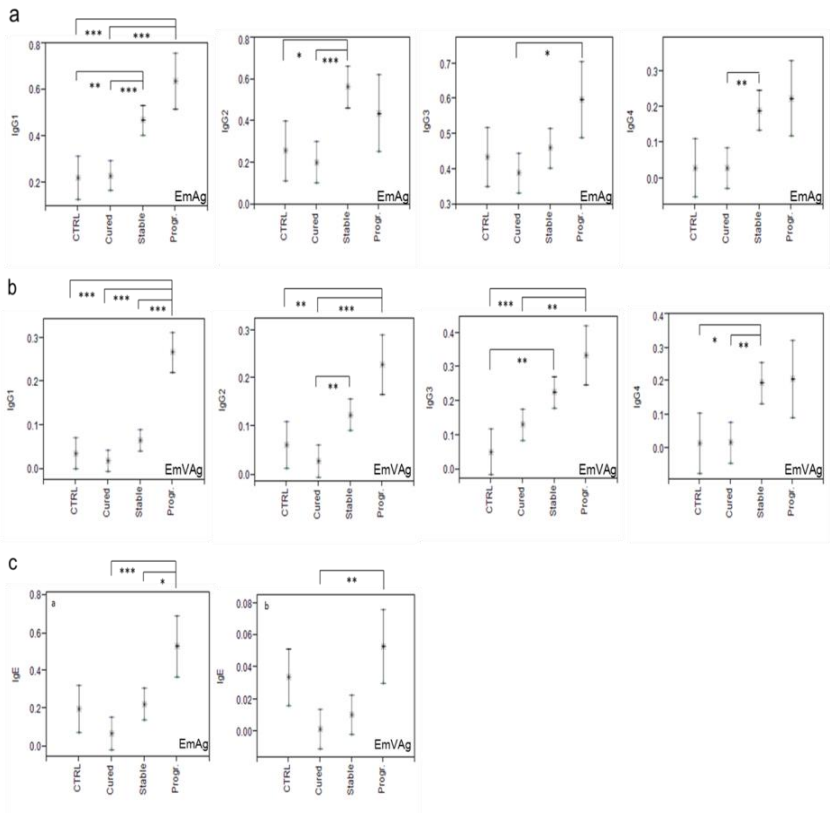 a
*** ***
** ***
0.8
0.6
0.4
0.2
IgG1
CTRL
Cured
Stable
Progr.
EmAg
* ***
0.8
0.6
0.4
0.2
0.0
IgG2
CTRL
Cured
Stable
Progr.
EmAg
*
0.7
0.6
0.5
0.4
0.3
IgG3
CTRL
Cured
Stable
Progr.
EmAg
**
0.3
0.2
0.1
0.0
IgG4
CTRL
Cured
Stable
Progr.
EmAg
b
*** *** ***
0.3
0.2
0.1
0.0
IgG1
CTRL
Cured
Stable
Progr.
EmVAg
** ***
**
0.3
0.2
0.1
0.0
IgG2
CTRL
Cured
Stable
Progr.
EmVAg
*** **
**
0.4
0.3
0.2
0.1
0.0
IgG3
CTRL
Cured
Stable
Progr.
EmVAg
* **
0.4
0.3
0.2
0.1
0.0
IgG4
CTRL
Cured
Stable
Progr.
EmVAg
c
*** *
a
0.8
0.6
0.4
0.2
0.0
IgE
CTRL
Cured
Stable
Progr.
EmAg
**
b
0.08
0.06
0.04
0.02
0.00
IgE
CTRL
Cured
Stable
Progr.
EmVAg